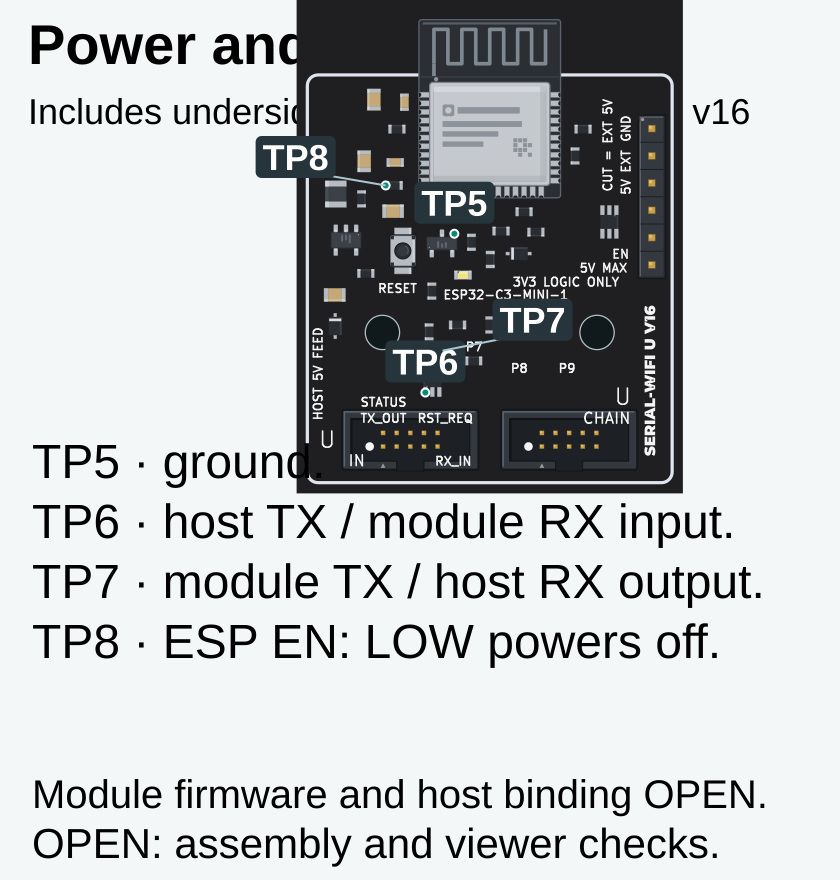 Power and
Includes undersid
v16
TP8
TP5
CUT = EXT 5V
5V EXT GND
EN
5V MAX
3V3 LOGIC ONLY
RESET
ESP32-C3-MINI-1
TP7
P7
TP6
P8
P9
HOST 5V FEED
SERIAL-WIFI U V16
STATUS
TX_OUT
RST_REQ
U
CHAIN
U
IN
RX_IN
TP5 · ground.
TP6 · host TX / module RX input.
TP7 · module TX / host RX output.
TP8 · ESP EN: LOW powers off.
Module firmware and host binding OPEN.
OPEN: assembly and viewer checks.